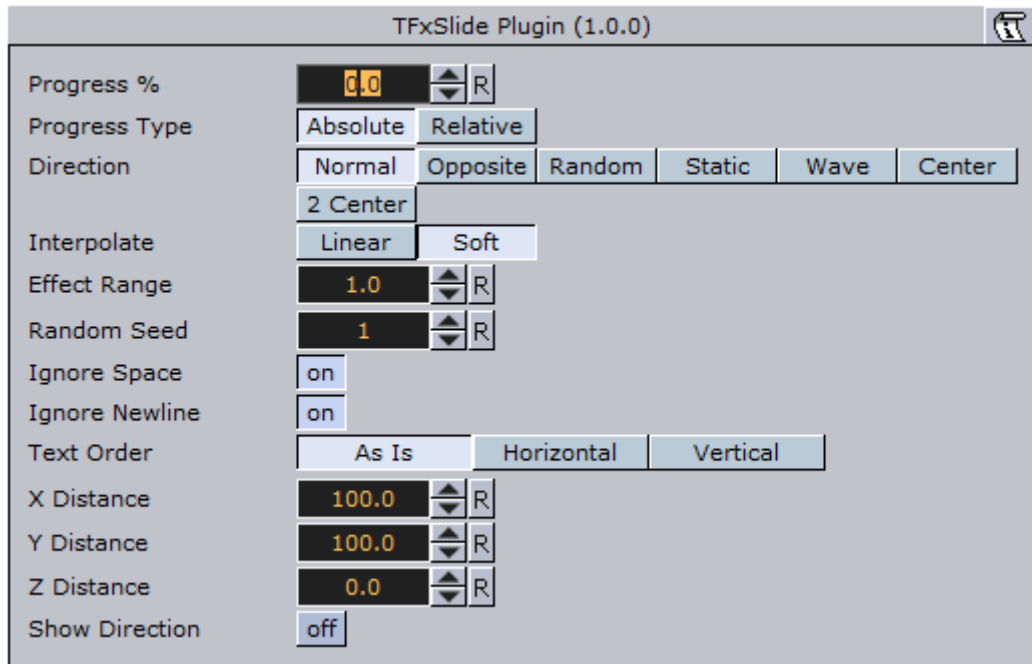 TFxSlide Plugin (1.0.0)
Progress % 0.0 R
Progress Type Absolute Relative
Direction Normal Opposite Random Static Wave Center
2 Center
Interpolate Linear Soft
Effect Range 1.0 R
Random Seed 1 R
Ignore Space on
Ignore Newline on
Text Order As Is Horizontal Vertical
X Distance 100.0 R
Y Distance 100.0 R
Z Distance 0.0 R
Show Direction off